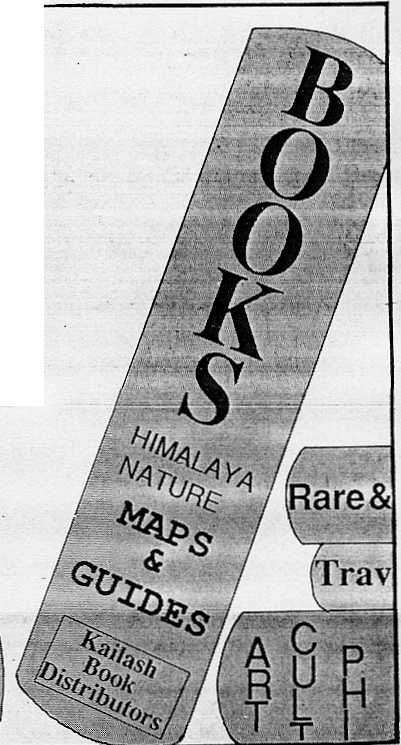 BOOKS
HIMALAYA
NATURE
MAPS
&
GUIDES
Kailash
Book
Distributors
Rare &
Trav
ART
CULT
PHI